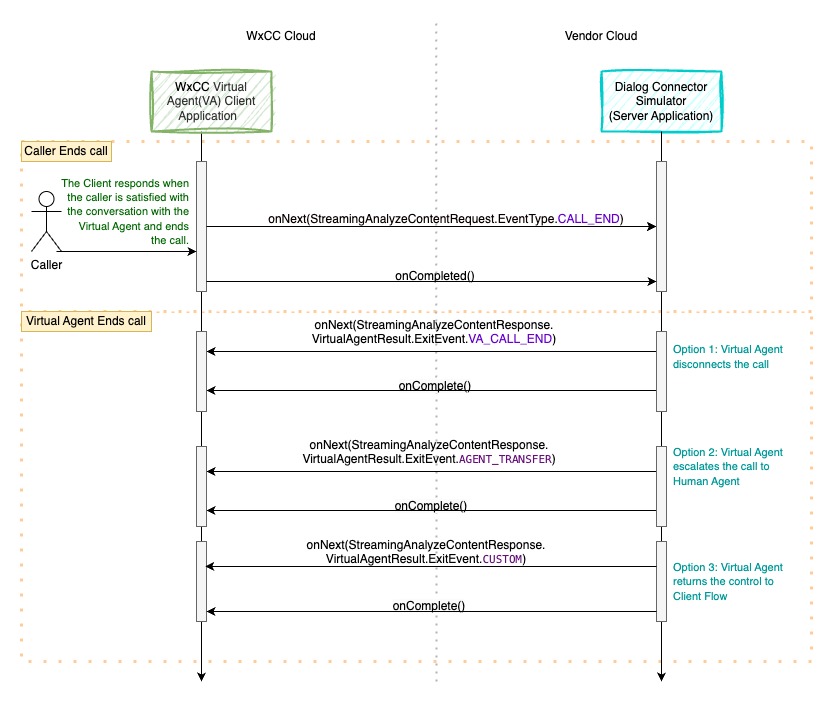 WxCC Cloud
Vendor Cloud
WxCC Virtual
Agent(VA) Client
Application
Dialog Connector
Simulator
(Server Application)
Caller Ends call
The Client responds when
the caller is satisfied with
the conversation with the
Virtual Agent and ends
the call.
Caller
onNext(StreamingAnalyzeContentRequest.EventType.CALL_END)
onCompleted()
Virtual Agent Ends call
onNext(StreamingAnalyzeContentResponse.
VirtualAgentResult.ExitEvent.VA_CALL_END)
Option 1: Virtual Agent
disconnects the call
onComplete()
onNext(StreamingAnalyzeContentResponse.
VirtualAgentResult.ExitEvent.AGENT_TRANSFER)
Option 2: Virtual Agent
escalates the call to
Human Agent
onComplete()
onNext(StreamingAnalyzeContentResponse.
VirtualAgentResult.ExitEvent.CUSTOM)
Option 3: Virtual Agent
returns the control to
Client Flow
onComplete()